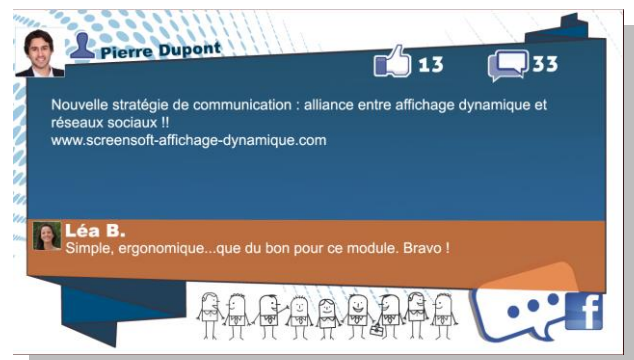 Pierre Dupont
13
33
Nouvelle stratégie de communication : alliance entre affichage dynamique et
réseaux sociaux !!
www.screensoft-affichage-dynamique.com
Léa B.
Simple, ergonomique...que du bon pour ce module. Bravo !
f